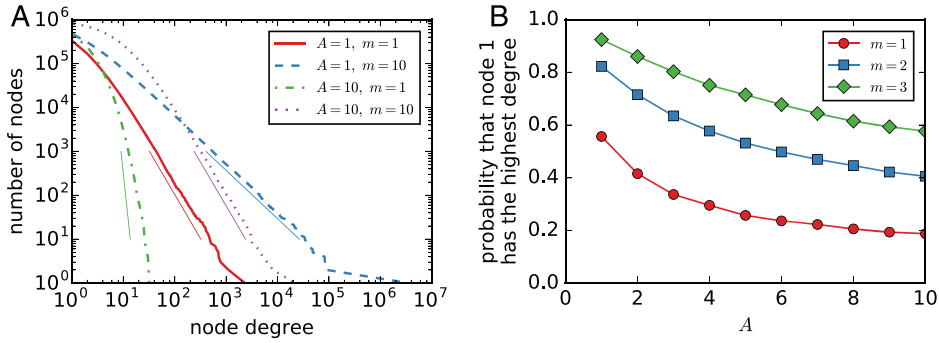 A
number of nodes
10^6
10^5
10^4
10^3
10^2
10^1
10^0
10^0 10^1 10^2 10^3 10^4 10^5 10^6 10^7
node degree
A=1, m=1
A=1, m=10
A=10, m=1
A=10, m=10
B
probability that node 1
has the highest degree
1.0
0.8
0.6
0.4
0.2
0.0
0 2 4 6 8 10
A
m=1
m=2
m=3